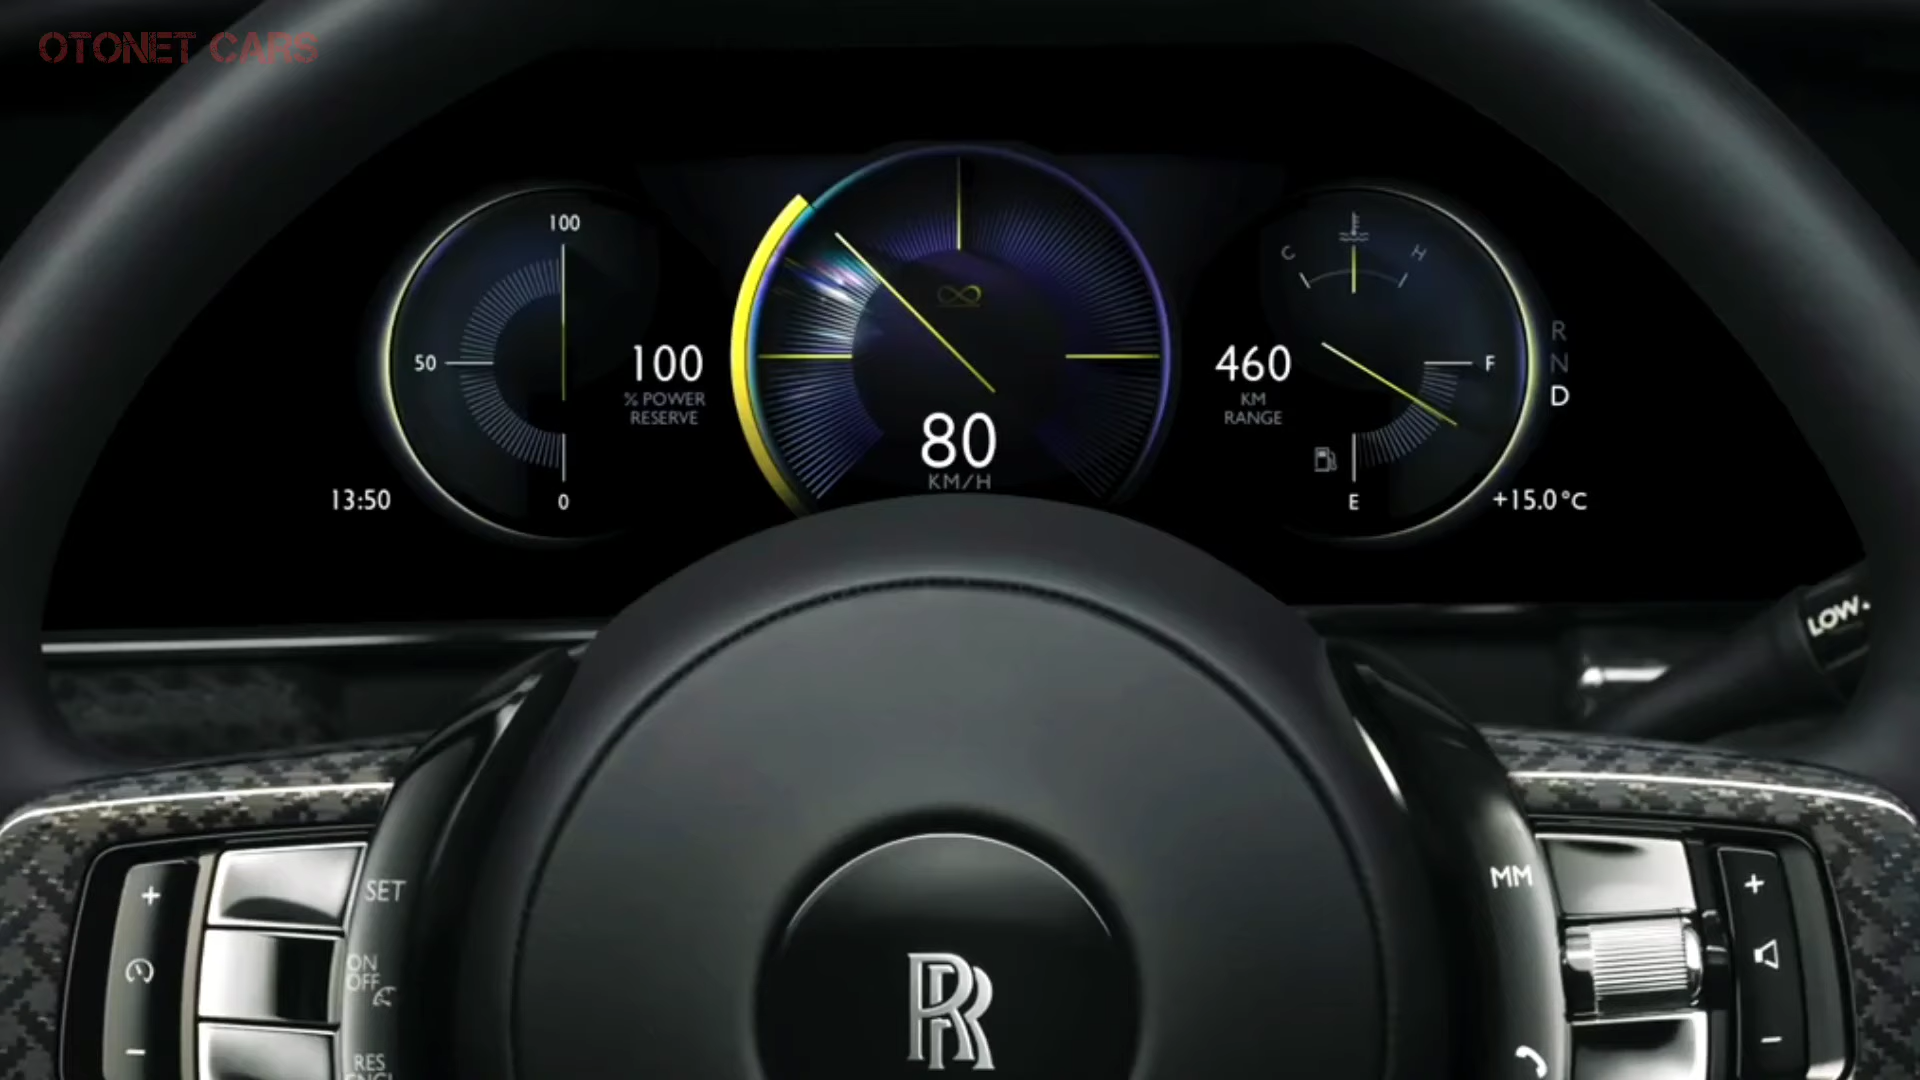 OTONET CARS
100
50
0
100
% POWER
RESERVE
13:50
80
KM/H
460
KM
RANGE
C
H
F
E
R
N
D
+15.0°C
LOW
+
SET
ON
OFF
RES
-
MM
+
-
RR